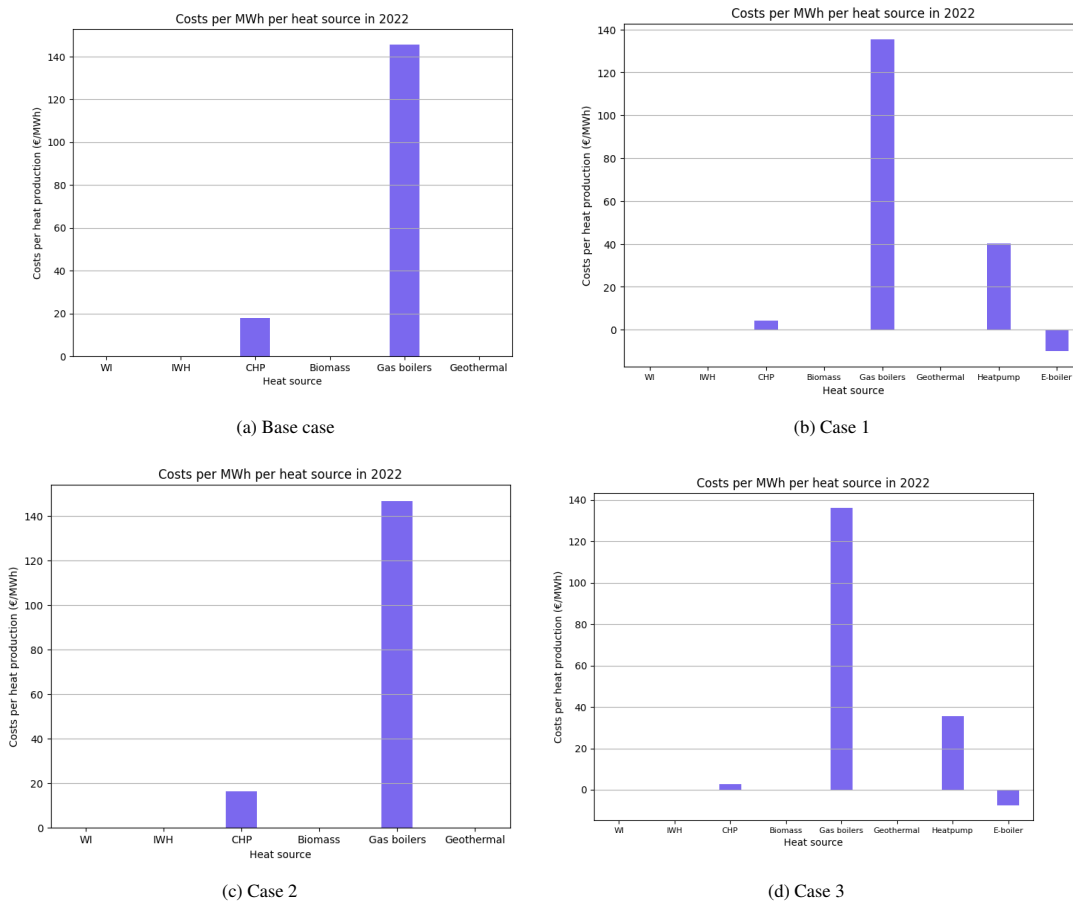 Costs per MWh per heat source in 2022
Costs per heat production (€/MWh)
140
120
100
80
60
40
20
0
WI IWH CHP Biomass Gas boilers Geothermal
Heat source
(a) Base case
Costs per MWh per heat source in 2022
Costs per heat production (€/MWh)
140
120
100
80
60
40
20
0
WI IWH CHP Biomass Gas boilers Geothermal Heatpump E-boiler
Heat source
(b) Case 1
Costs per MWh per heat source in 2022
Costs per heat production (€/MWh)
140
120
100
80
60
40
20
0
WI IWH CHP Biomass Gas boilers Geothermal
Heat source
(c) Case 2
Costs per MWh per heat source in 2022
Costs per heat production (€/MWh)
140
120
100
80
60
40
20
0
WI IWH CHP Biomass Gas boilers Geothermal Heatpump E-boiler
Heat source
(d) Case 3